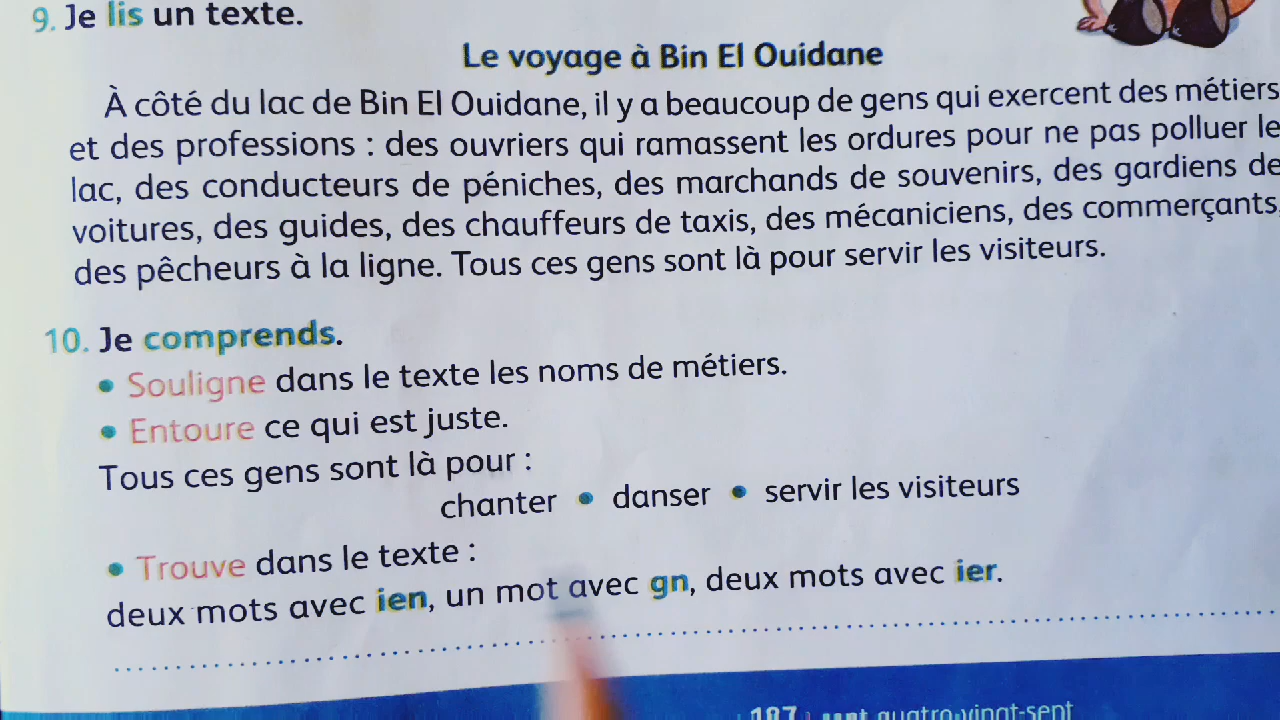 9. Je lis un texte.
Le voyage à Bin El Ouidane
À côté du lac de Bin El Ouidane, il y a beaucoup de gens qui exercent des métiers
et des professions : des ouvriers qui ramassent les ordures pour ne pas polluer le
lac, des conducteurs de péniches, des marchands de souvenirs, des gardiens de
voitures, des guides, des chauffeurs de taxis, des mécaniciens, des commerçants,
des pêcheurs à la ligne. Tous ces gens sont là pour servir les visiteurs.
10. Je comprends.
• Souligne dans le texte les noms de métiers.
• Entoure ce qui est juste.
Tous ces gens sont là pour :
chanter • danser • servir les visiteurs
• Trouve dans le texte :
deux mots avec ien, un mot avec gn, deux mots avec ier.
187 sept quatre-vingt-sept